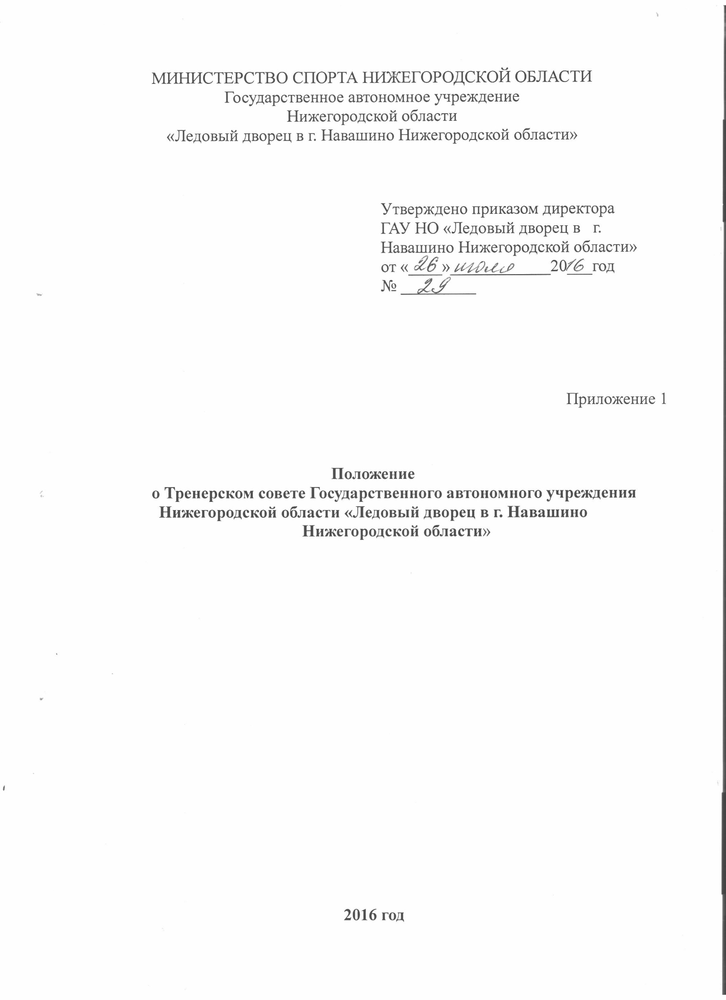 МИНИСТЕРСТВО СПОРТА НИЖЕГОРОДСКОЙ ОБЛАСТИ
Государственное автономное учреждение
Нижегородской области
«Ледовый дворец в г. Навашино Нижегородской области»
Утверждено приказом директора
ГАУ НО «Ледовый дворец в г.
Навашино Нижегородской области»
от «26» июля 2016 год
№ 29
Приложение 1
Положение
о Тренерском совете Государственного автономного учреждения
Нижегородской области «Ледовый дворец в г. Навашино
Нижегородской области»
2016 год